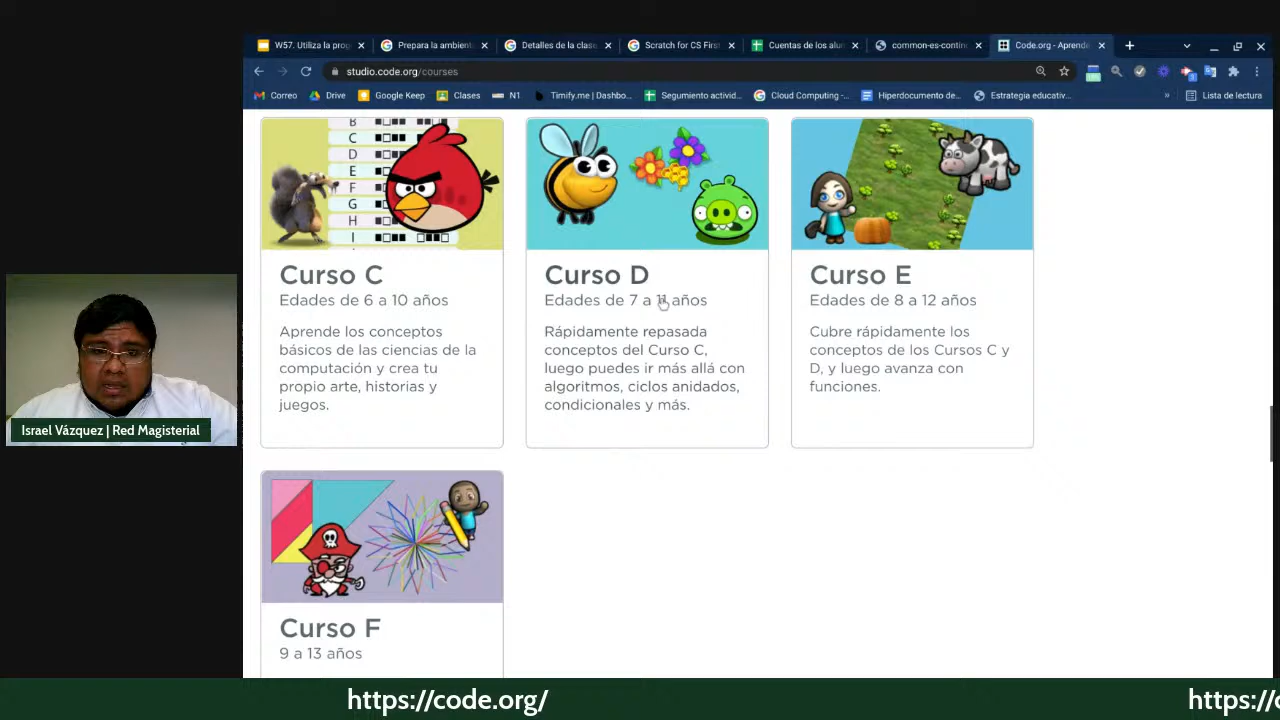 W57. Utiliza la prog
Prepara la ambient
Detalles de la clase
Scratch for CS First
Cuentas de los alun
common-es-contin
Code.org - Aprende
studio.code.org/courses
Correo
Drive
Google Keep
Clases
N1
Timify.me | Dashbo...
Segumiento activid...
Cloud Computing -...
Hiperdocumento de...
Estrategia educativ...
»
Lista de lectura
B
C
D
E
F
G
H
I
Curso C
Edades de 6 a 10 años
Aprende los conceptos
básicos de las ciencias de la
computación y crea tu
propio arte, historias y
juegos.
Curso D
Edades de 7 a 11 años
Rápidamente repasada
conceptos del Curso C,
luego puedes ir más allá con
algoritmos, ciclos anidados,
condicionales y más.
Curso E
Edades de 8 a 12 años
Cubre rápidamente los
conceptos de los Cursos C y
D, y luego avanza con
funciones.
Curso F
9 a 13 años
Israel Vázquez | Red Magisterial
https://code.org/
https://